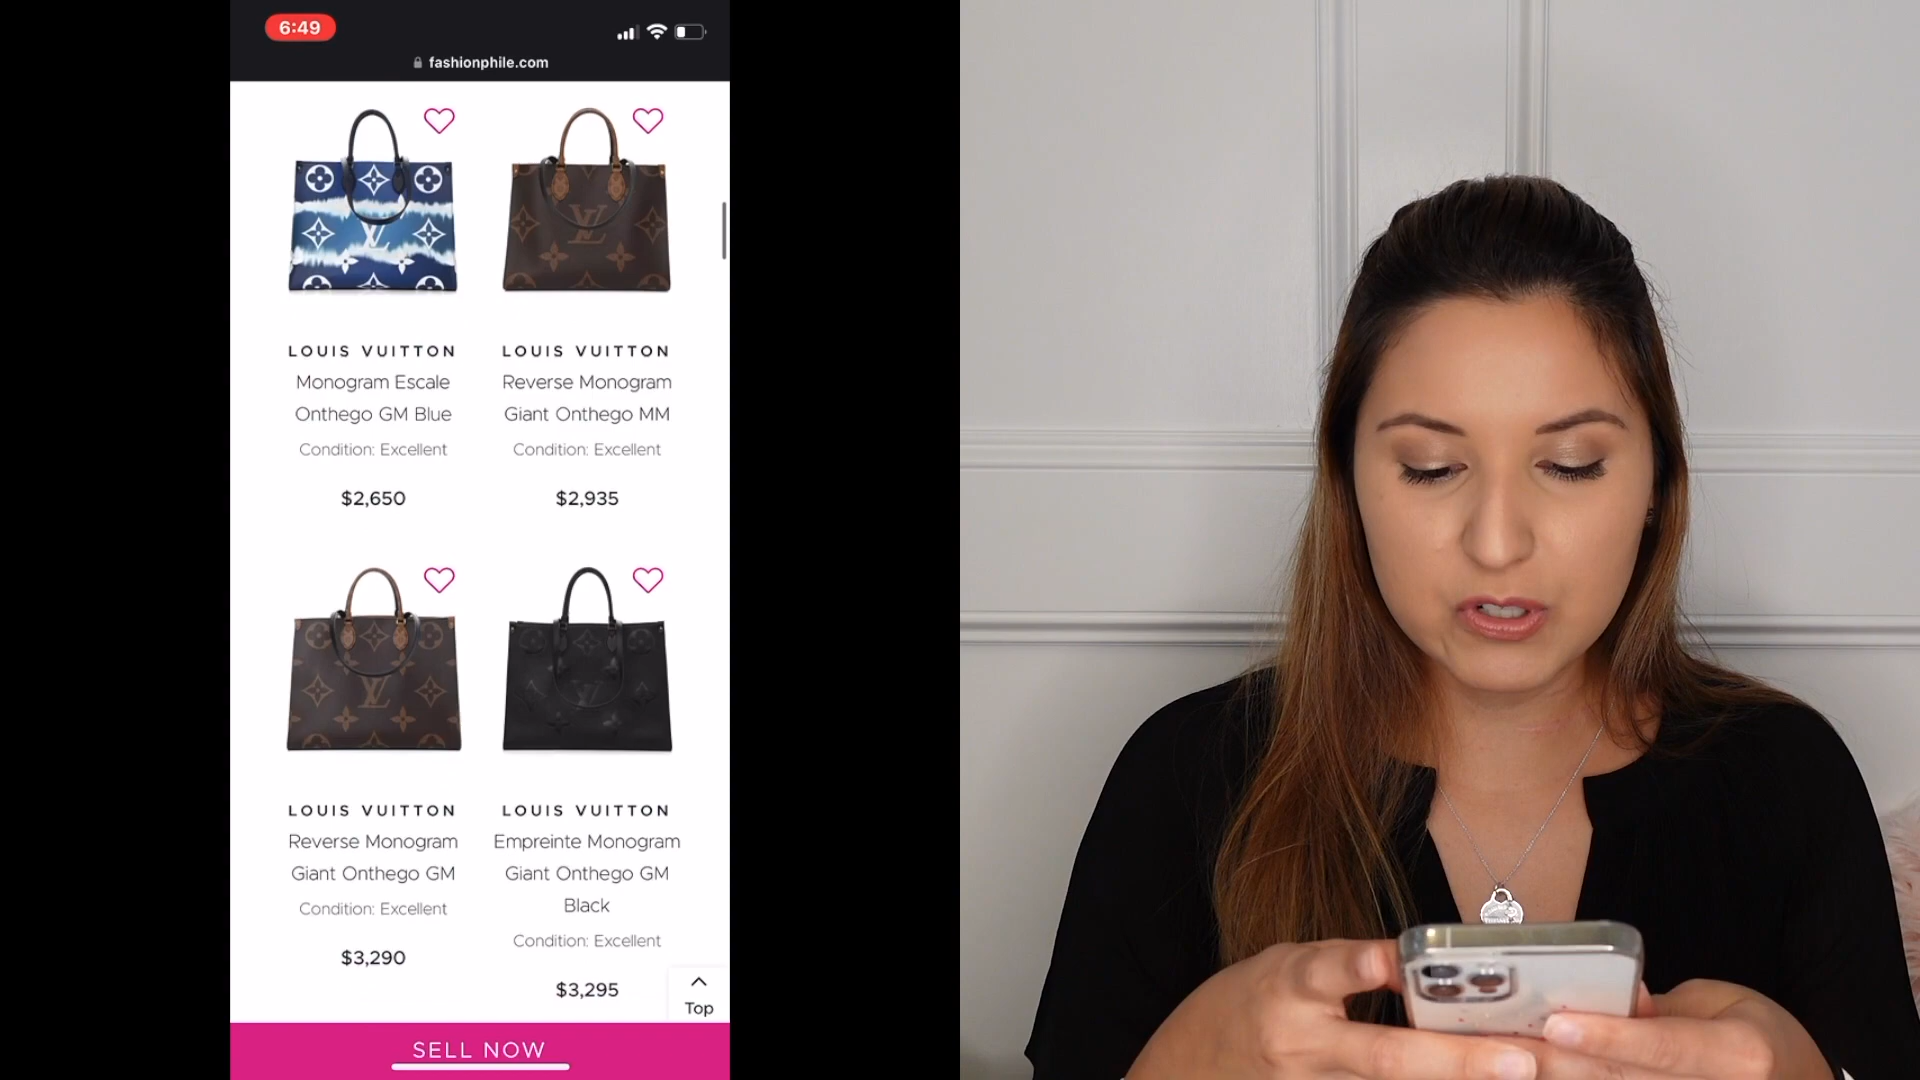 6:49
fashionphile.com
LOUIS VUITTON
Monogram Escale
Onthego GM Blue
Condition: Excellent
$2,650
LOUIS VUITTON
Reverse Monogram
Giant Onthego MM
Condition: Excellent
$2,935
LOUIS VUITTON
Reverse Monogram
Giant Onthego GM
Condition: Excellent
$3,290
LOUIS VUITTON
Empreinte Monogram
Giant Onthego GM
Black
Condition: Excellent
$3,295
Top
SELL NOW